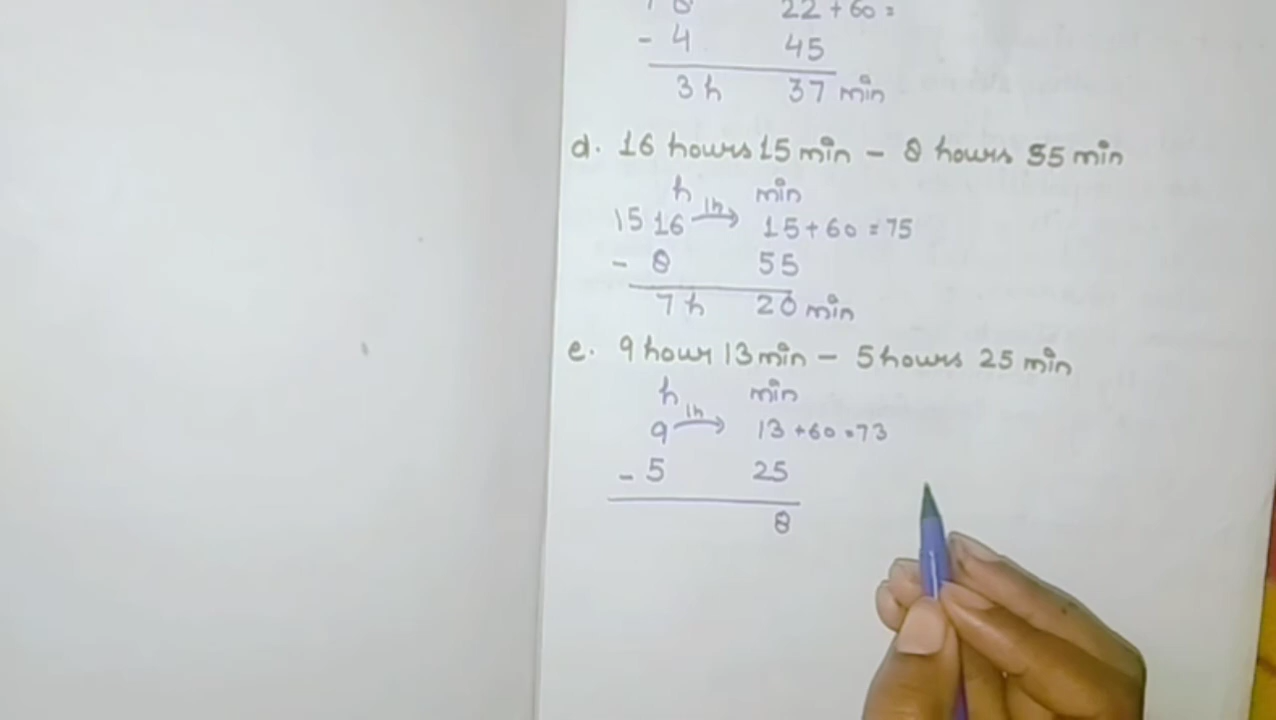 8 22 + 60 =
- 4 45
3 h 37 min
d. 16 hours 15 min - 8 hours 55 min
h min
15 16 1h → 15 + 60 = 75
- 8 55
7 h 20 min
e. 9 hour 13 min - 5 hours 25 min
h min
9 1h → 13 + 60 = 73
- 5 25
8